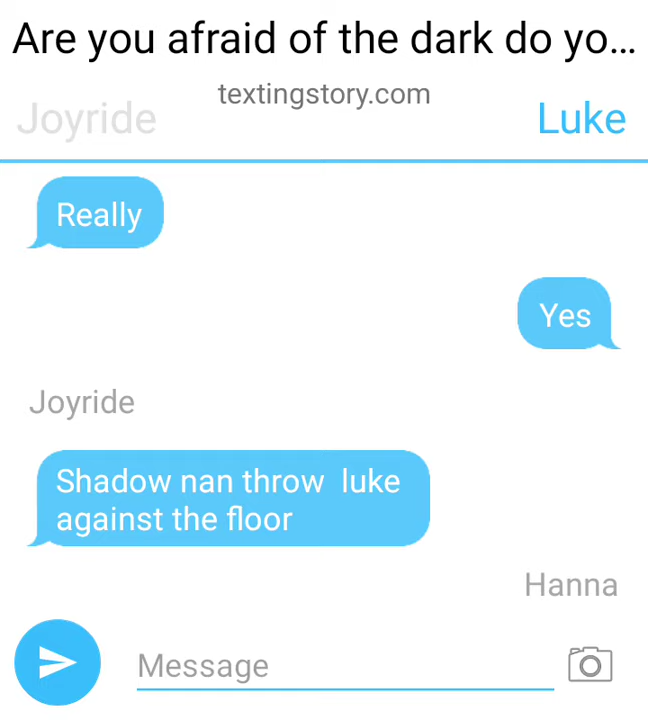 Are you afraid of the dark do yo...
textingstory.com
Joyride
Luke
Really
Yes
Joyride
Shadow nan throw  luke
against the floor
Hanna
Message